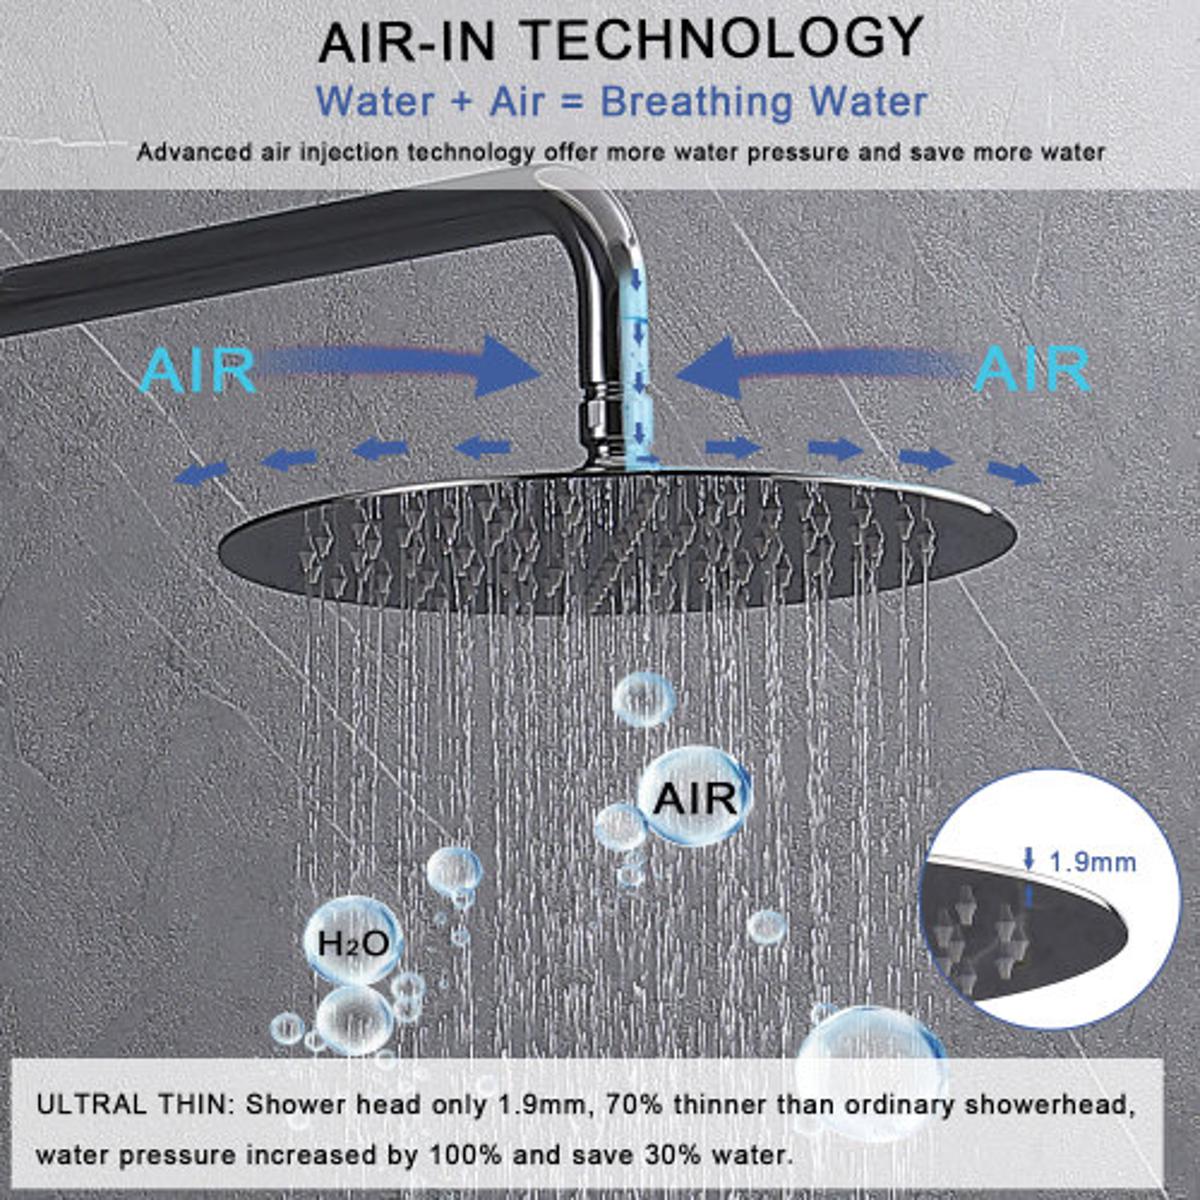 AIR-IN TECHNOLOGY
Water + Air = Breathing Water
Advanced air injection technology offer more water pressure and save more water
AIR
AIR
AIR
1.9mm
H₂O
ULTRAL THIN: Shower head only 1.9mm, 70% thinner than ordinary showerhead,
water pressure increased by 100% and save 30% water.